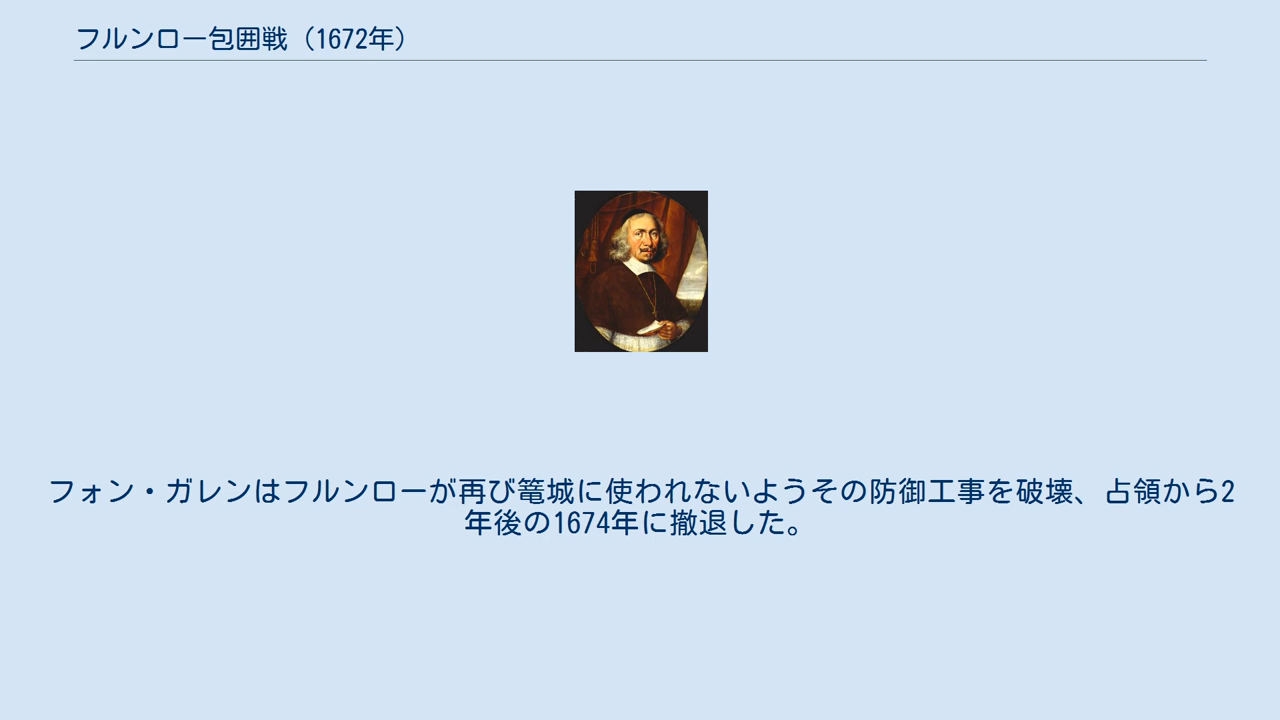 フルンロー包囲戦（1672年）
フォン・ガレンはフルンローが再び篭城に使われないようその防御工事を破壊、占領から2
年後の1674年に撤退した。